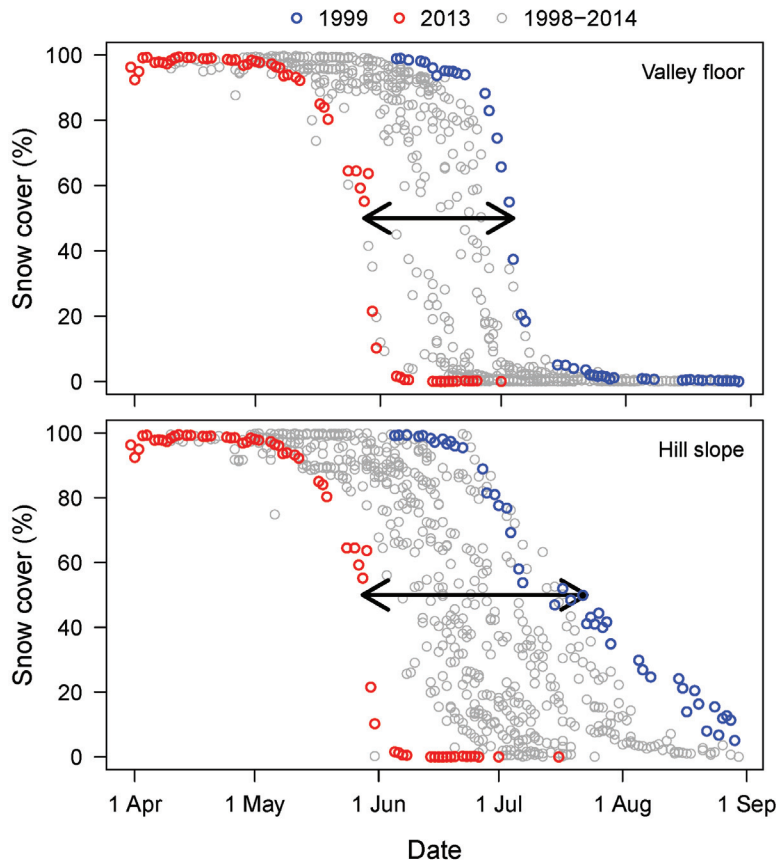 1999 2013 1998−2014
Valley floor
Snow cover (%)
100
80
60
40
20
0
Hill slope
Snow cover (%)
100
80
60
40
20
0
1 Apr 1 May 1 Jun 1 Jul 1 Aug 1 Sep
Date